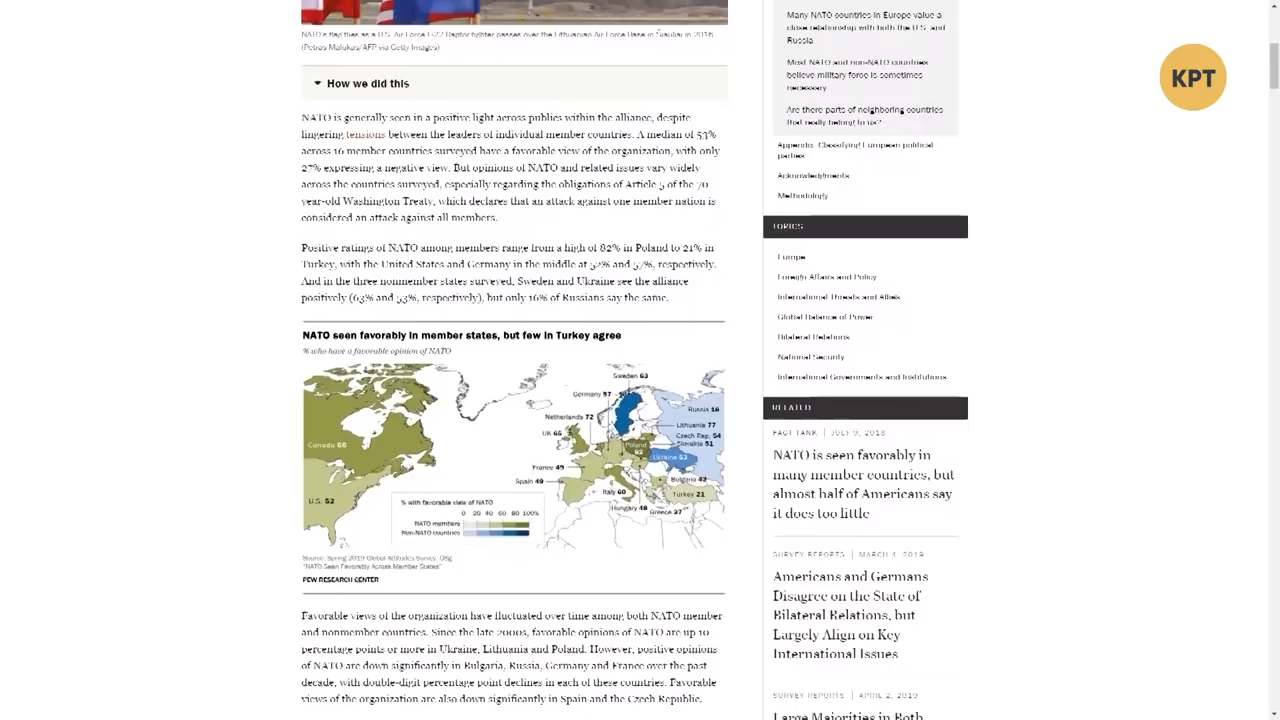 NATO's flag flies as a U.S. Air Force F-22 Raptor fighter passes over the Lithuanian Air Force Base in Šiauliai in 2016.
(Petras Malukas/AFP via Getty Images)
How we did this
NATO is generally seen in a positive light across publics within the alliance, despite
lingering tensions between the leaders of individual member countries. A median of 53%
across 16 member countries surveyed have a favorable view of the organization, with only
27% expressing a negative view. But opinions of NATO and related issues vary widely
across the countries surveyed, especially regarding the obligations of Article 5 of the 70-
year-old Washington Treaty, which declares that an attack against one member nation is
considered an attack against all members.
Positive ratings of NATO among members range from a high of 82% in Poland to 21% in
Turkey, with the United States and Germany in the middle at 52% and 57%, respectively.
And in the three nonmember states surveyed, Sweden and Ukraine see the alliance
positively (63% and 53%, respectively), but only 16% of Russians say the same.
NATO seen favorably in member states, but few in Turkey agree
% who have a favorable opinion of NATO
Sweden 63
Germany 57
Russia 16
Netherlands 72
Lithuania 77
UK 65
Czech Rep. 54
Slovakia 51
Canada 66
Poland
82
Ukraine 53
France 49
Bulgaria 42
Spain 49
Italy 60
Turkey 21
U.S. 52
Hungary 48
Greece 37
% with favorable view of NATO
0 20 40 60 80 100%
NATO members
Non-NATO countries
Source: Spring 2019 Global Attitudes Survey. Q8g.
"NATO Seen Favorably Across Member States"
PEW RESEARCH CENTER
Favorable views of the organization have fluctuated over time among both NATO member
and nonmember countries. Since the late 2000s, favorable opinions of NATO are up 10
percentage points or more in Ukraine, Lithuania and Poland. However, positive opinions
of NATO are down significantly in Bulgaria, Russia, Germany and France over the past
decade, with double-digit percentage point declines in each of these countries. Favorable
views of the organization are also down significantly in Spain and the Czech Republic.
Many NATO countries in Europe value a
close relationship with both the U.S. and
Russia
Most NATO and non-NATO countries
believe military force is sometimes
necessary
Are there parts of neighboring countries
that really belong to us?
Appendix: Classifying European political
parties
Acknowledgments
Methodology
TOPICS
Europe
Foreign Affairs and Policy
International Threats and Allies
Global Balance of Power
Bilateral Relations
National Security
International Governments and Institutions
RELATED
FACT TANK | JULY 9, 2018
NATO is seen favorably in
many member countries, but
almost half of Americans say
it does too little
SURVEY REPORTS | MARCH 4, 2019
Americans and Germans
Disagree on the State of
Bilateral Relations, but
Largely Align on Key
International Issues
SURVEY REPORTS | APRIL 2, 2019
Large Majorities in Both
KPT